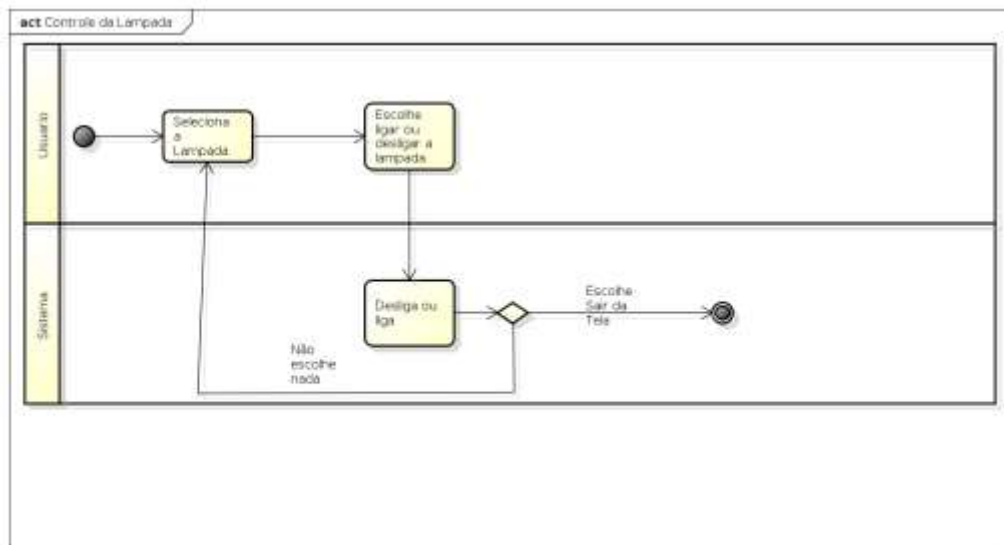 act Controle da Lampada
Usuario
Seleciona
a
Lampada
Escolhe
ligar ou
desligar a
lampada
Sistema
Desliga ou
liga
Escolhe
Sair da
Tela
Não
escolhe
nada